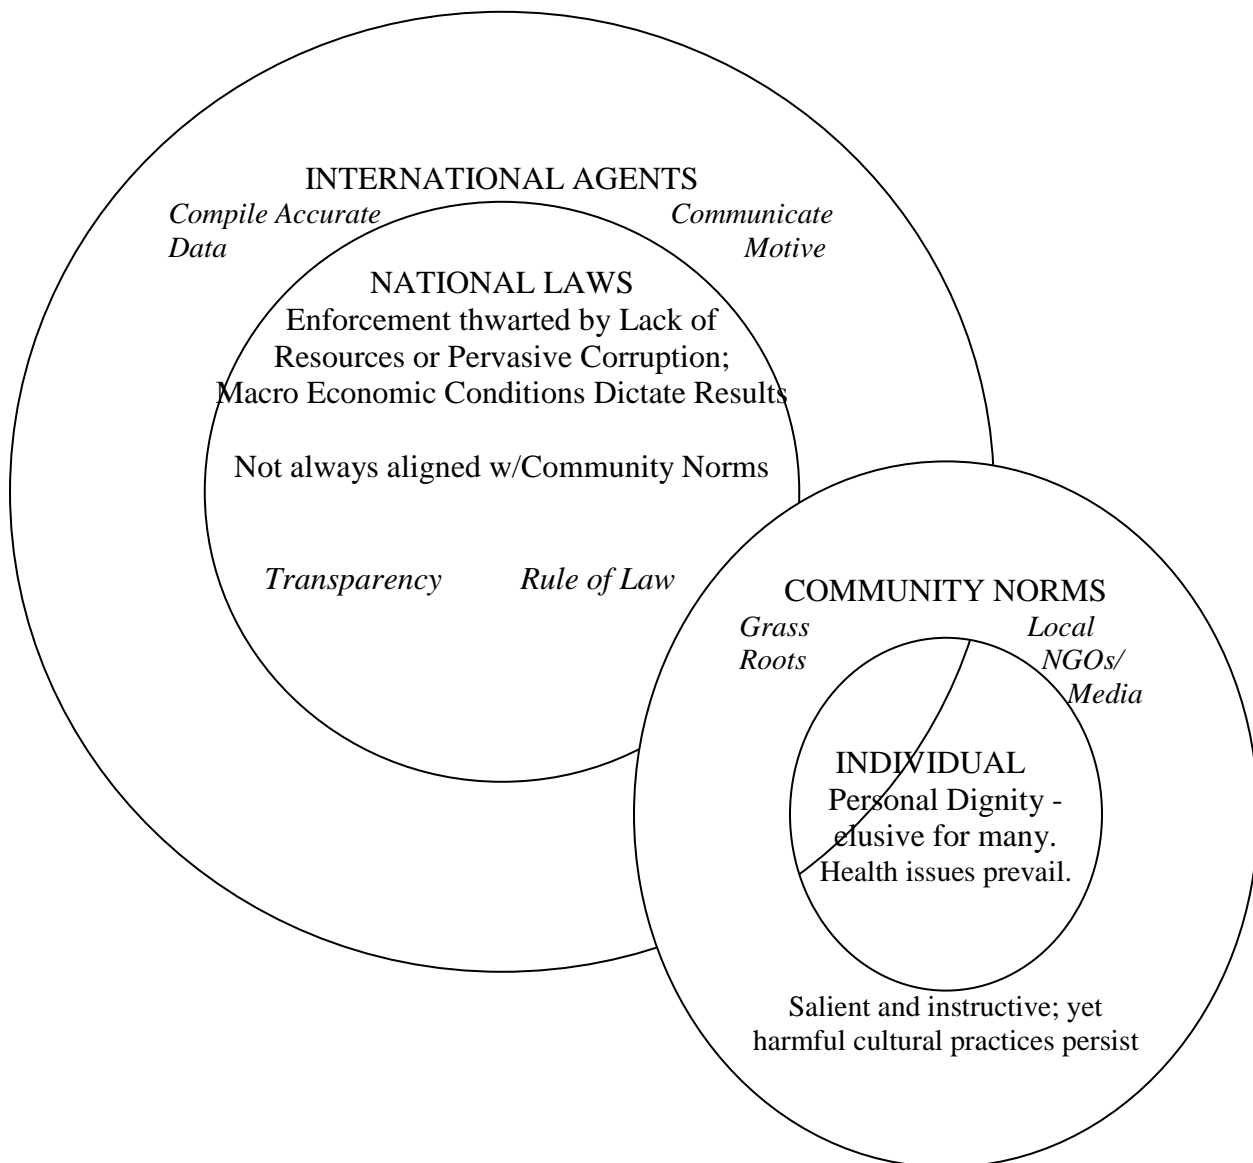 INTERNATIONAL AGENTS
Compile Accurate
Data
Communicate
Motive
NATIONAL LAWS
Enforcement thwarted by Lack of
Resources or Pervasive Corruption;
Macro Economic Conditions Dictate Results
Not always aligned w/Community Norms
Transparency
Rule of Law
COMMUNITY NORMS
Grass
Roots
Local
NGOs/
Media
INDIVIDUAL
Personal Dignity -
elusive for many.
Health issues prevail.
Salient and instructive; yet
harmful cultural practices persist